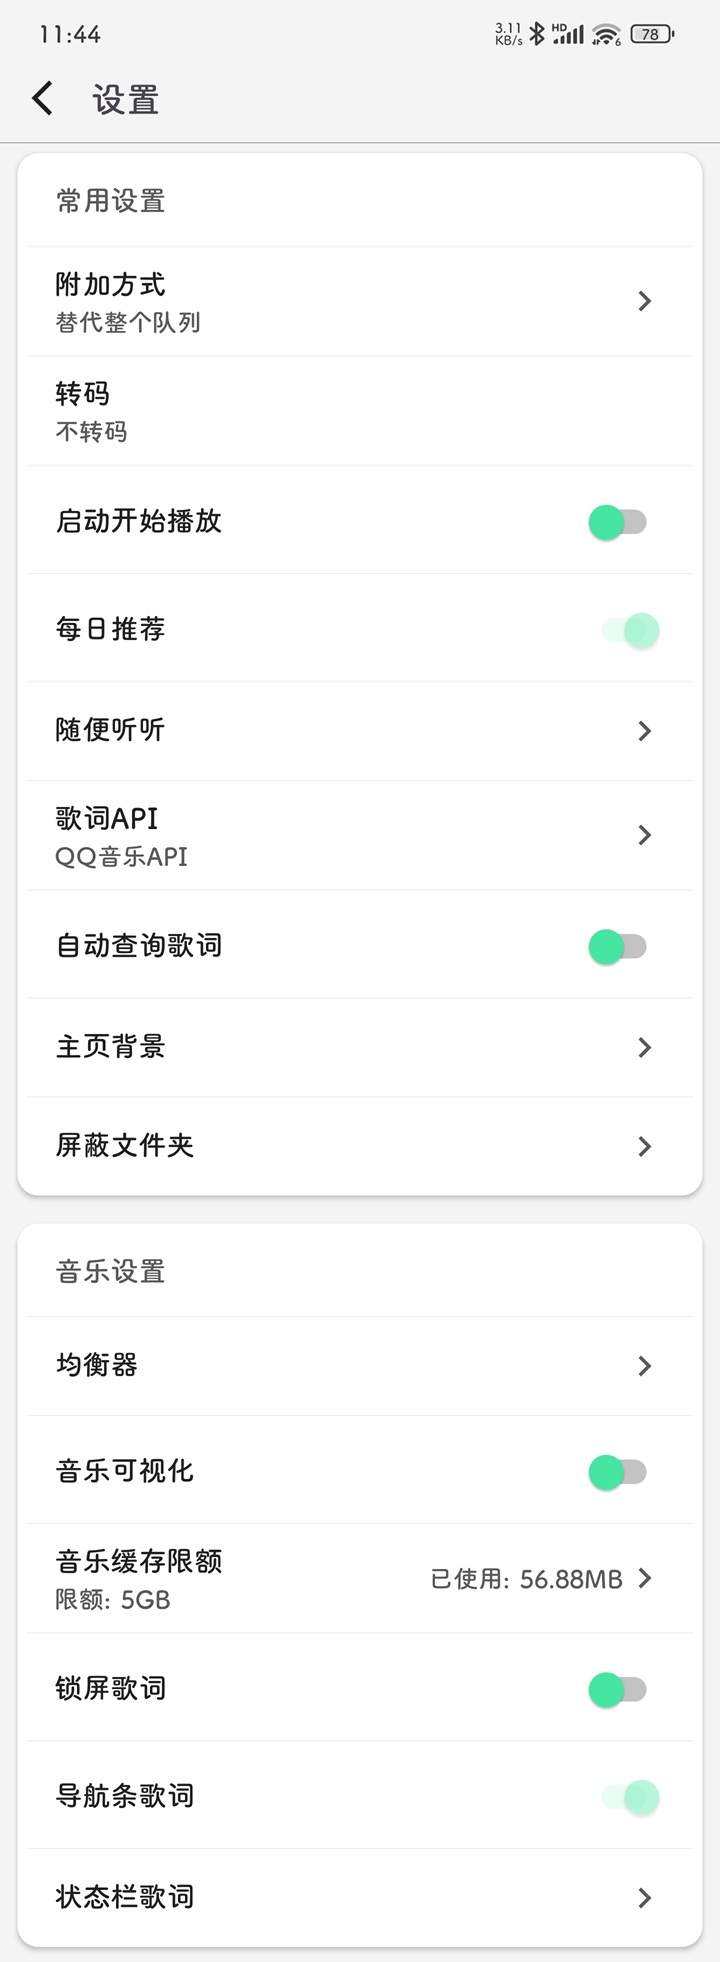 11:44
3.11 KB/s HD 6 78
设置
常用设置
附加方式
替代整个队列
转码
不转码
启动开始播放
每日推荐
随便听听
歌词API
QQ音乐API
自动查询歌词
主页背景
屏蔽文件夹
音乐设置
均衡器
音乐可视化
音乐缓存限额
限额: 5GB
已使用: 56.88MB
锁屏歌词
导航条歌词
状态栏歌词